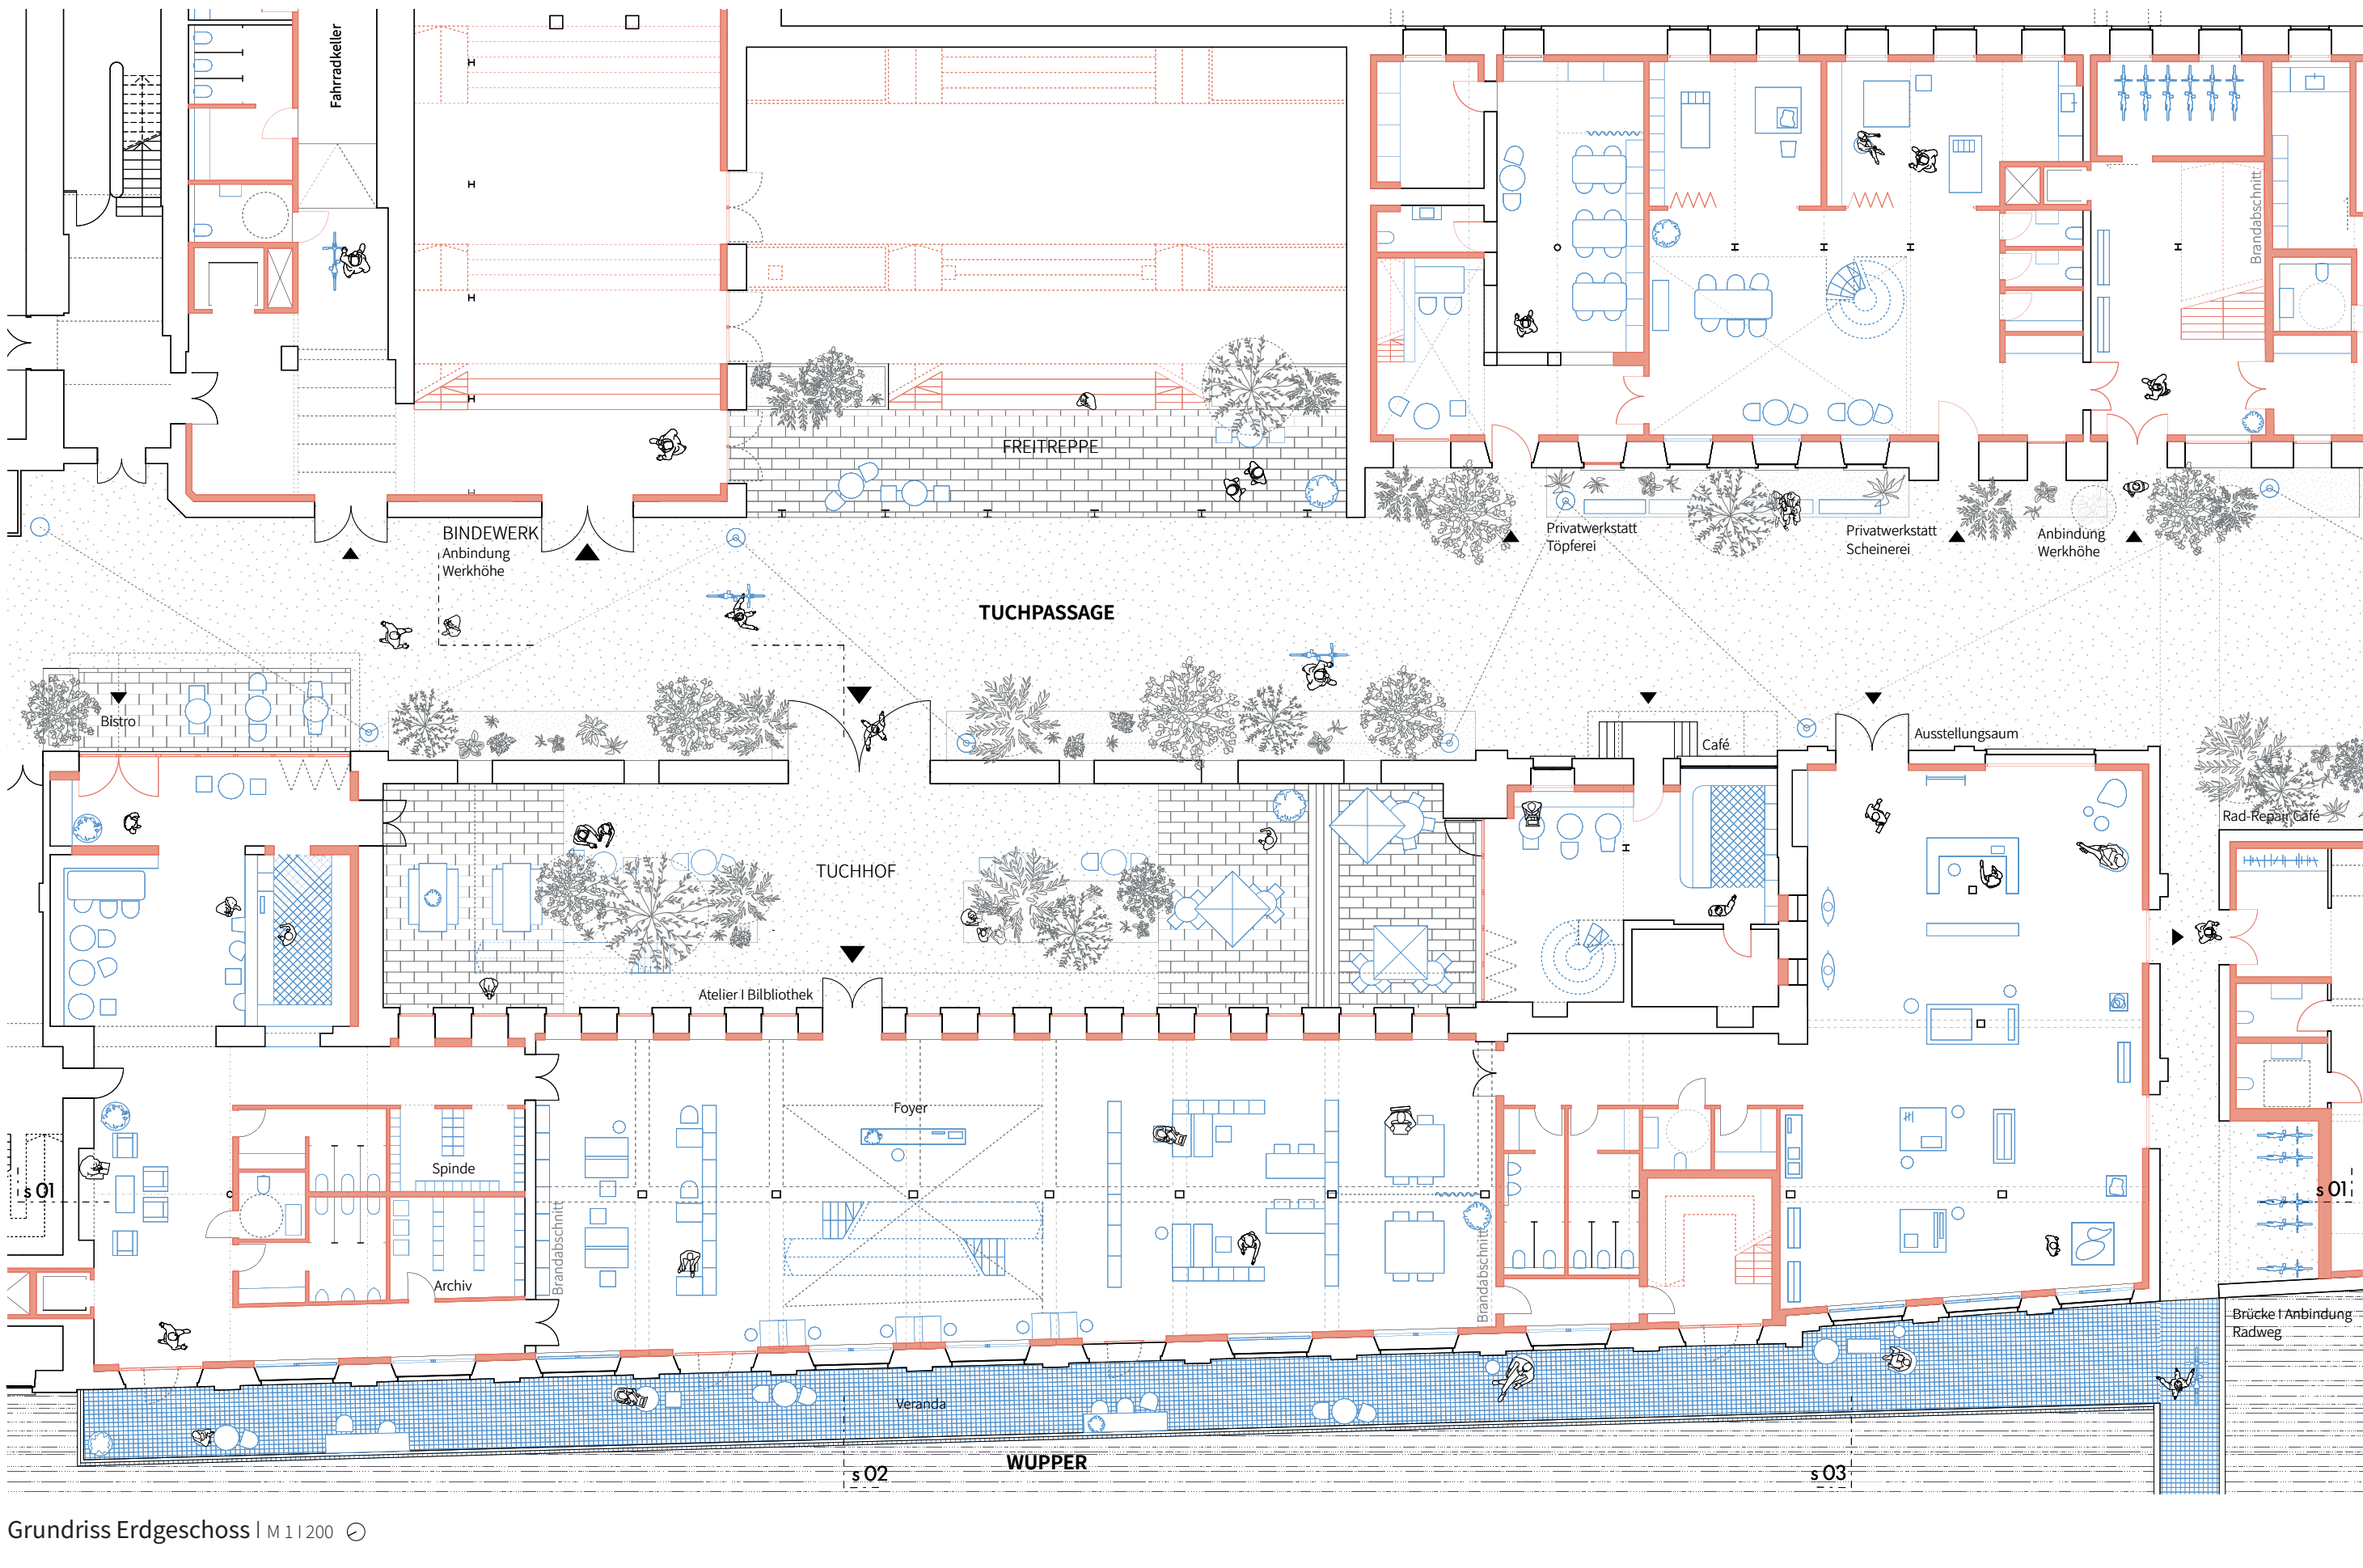 Fahrradkeller
Brandabschnitt
FREITREPPE
BINDEWERK
Anbindung
Werkhöhe
Privatwerkstatt
Töpferei
Privatwerkstatt
Scheinerei
Anbindung
Werkhöhe
TUCHPASSAGE
Bistro
Café
Ausstellungsaum
Rad-Repair Café
TUCHHOF
Atelier I Bilbliothek
Foyer
Spinde
s 01
s 01
Archiv
Brandabschnitt
Brandabschnitt
Brücke I Anbindung
Radweg
Veranda
WUPPER
s 02
s 03
Grundriss Erdgeschoss I M 1 I 200